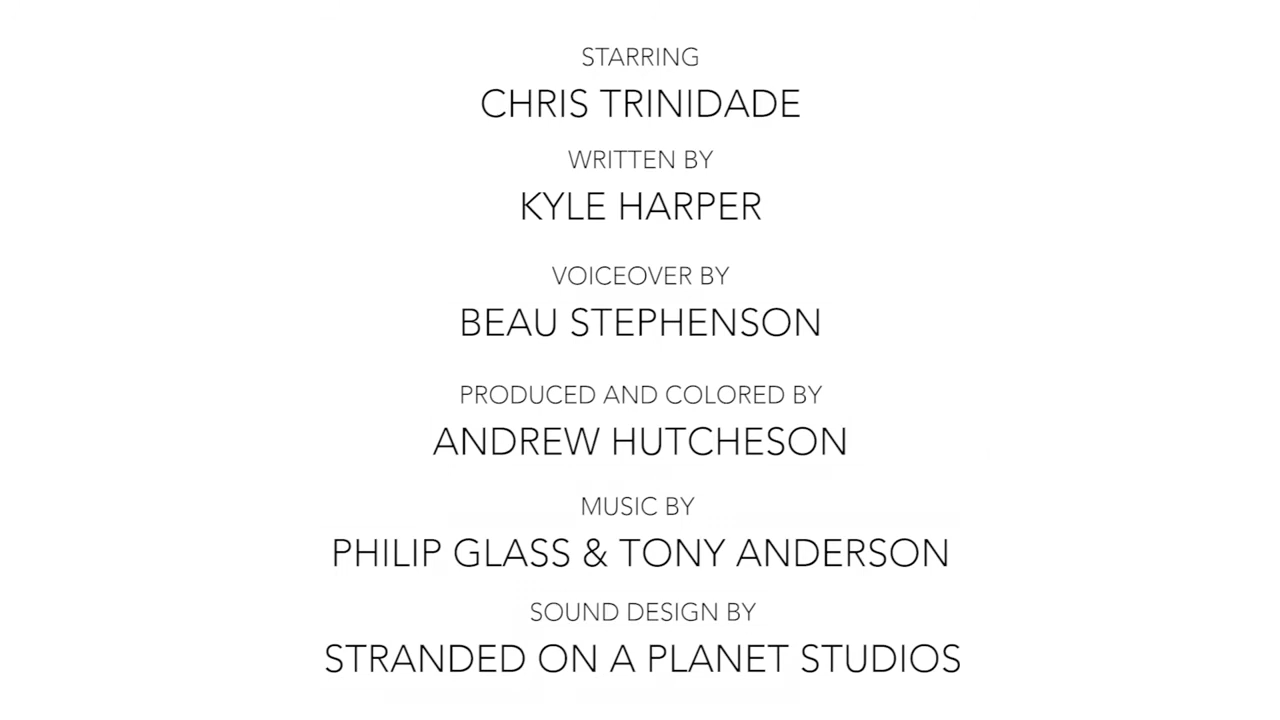 STARRING
CHRIS TRINIDADE
WRITTEN BY
KYLE HARPER
VOICEOVER BY
BEAU STEPHENSON
PRODUCED AND COLORED BY
ANDREW HUTCHESON
MUSIC BY
PHILIP GLASS & TONY ANDERSON
SOUND DESIGN BY
STRANDED ON A PLANET STUDIOS